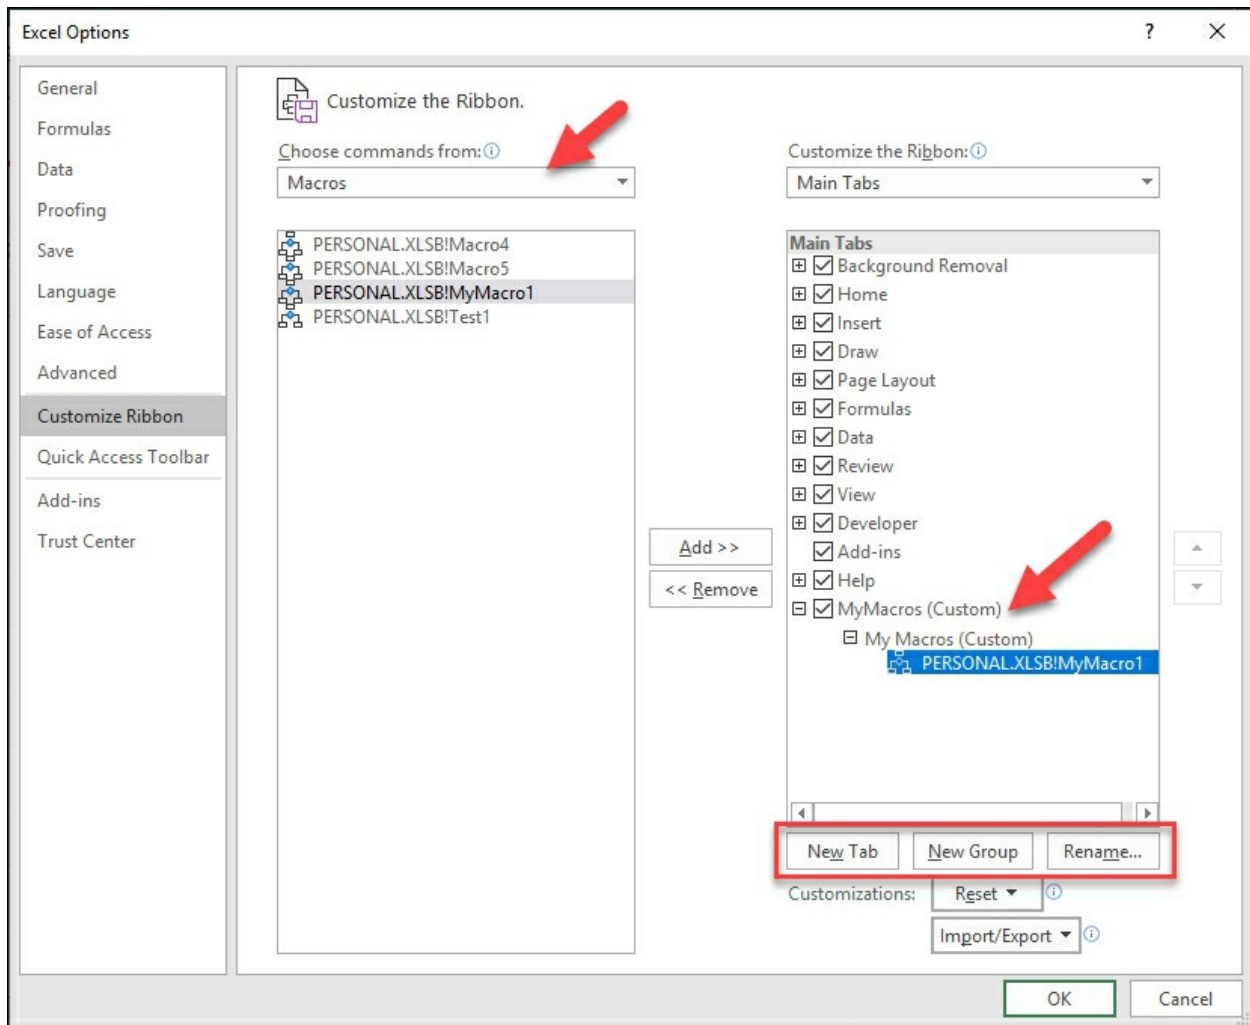 Excel Options
?
General
Formulas
Data
Proofing
Save
Language
Ease of Access
Advanced
Customize Ribbon
Quick Access Toolbar
Add-ins
Trust Center
Customize the Ribbon.
Choose commands from:
Macros
PERSONAL.XLSB!Macro4
PERSONAL.XLSB!Macro5
PERSONAL.XLSB!MyMacro1
PERSONAL.XLSB!Test1
Add >>
<< Remove
Customize the Ribbon:
Main Tabs
Main Tabs
Background Removal
Home
Insert
Draw
Page Layout
Formulas
Data
Review
View
Developer
Add-ins
Help
MyMacros (Custom)
My Macros (Custom)
PERSONAL.XLSB!MyMacro1
New Tab New Group Rename...
Customizations: Reset
Import/Export
OK Cancel